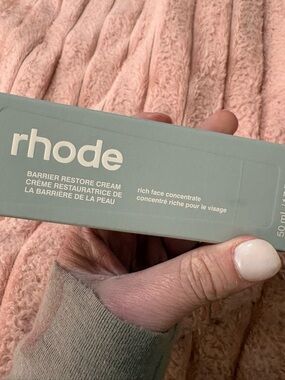 rhode
BARRIER RESTORE CREAM
CRÈME RESTAURATRICE DE
LA BARRIÈRE DE LA PEAU
rich face concentrate
concentré riche pour le visage
50 ml